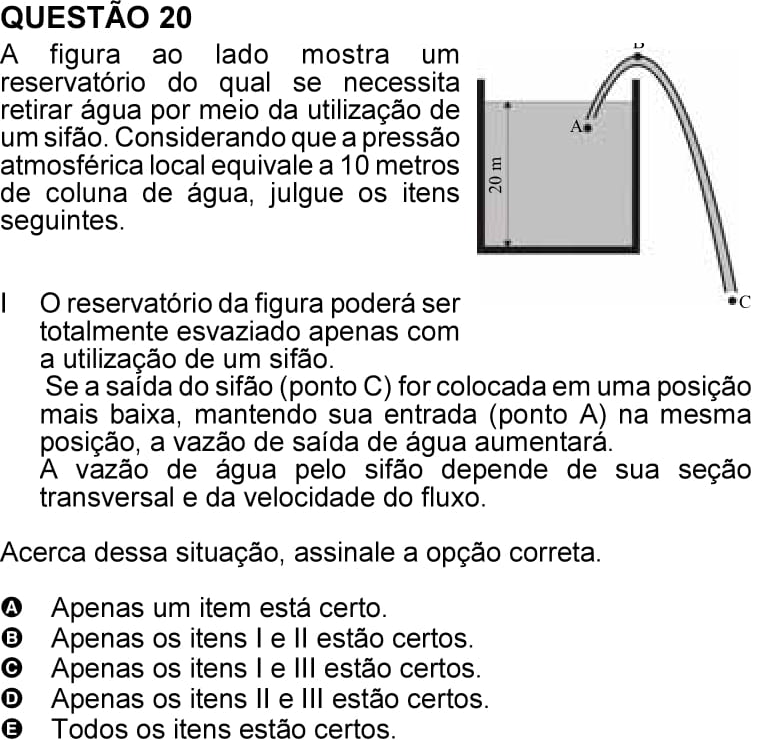 QUESTÃO 20
A figura ao lado mostra um
reservatório do qual se necessita
retirar água por meio da utilização de
um sifão. Considerando que a pressão
atmosférica local equivale a 10 metros
de coluna de água, julgue os itens
seguintes.
B
A
20 m
C
I O reservatório da figura poderá ser
totalmente esvaziado apenas com
a utilização de um sifão.
Se a saída do sifão (ponto C) for colocada em uma posição
mais baixa, mantendo sua entrada (ponto A) na mesma
posição, a vazão de saída de água aumentará.
A vazão de água pelo sifão depende de sua seção
transversal e da velocidade do fluxo.
Acerca dessa situação, assinale a opção correta.
A Apenas um item está certo.
B Apenas os itens I e II estão certos.
C Apenas os itens I e III estão certos.
D Apenas os itens II e III estão certos.
E Todos os itens estão certos.